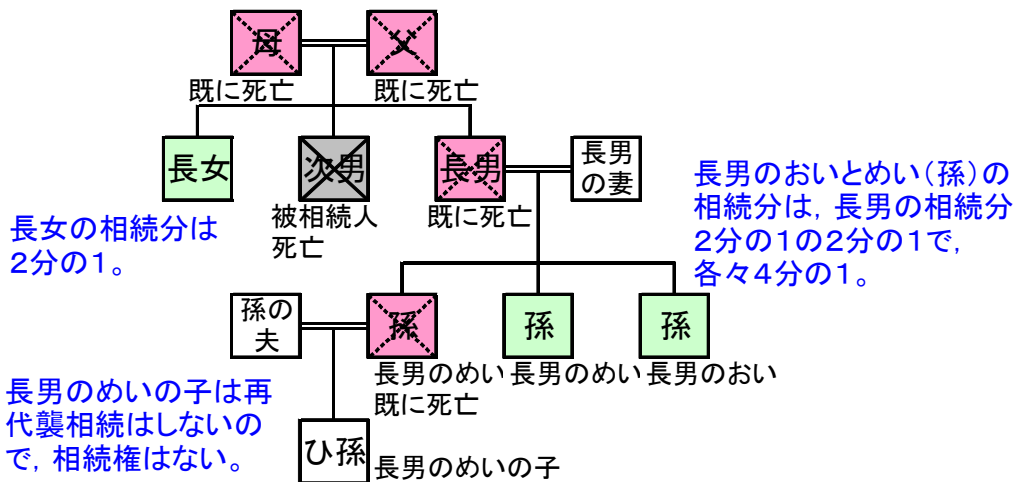 母
父
既に死亡
既に死亡
長女
次男
長男
長男
の妻
被相続人
死亡
既に死亡
長女の相続分は
2分の1。
長男のおいとめい(孫)の
相続分は, 長男の相続分
2分の1の2分の1で,
各々4分の1。
孫の
夫
孫
孫
孫
長男のめい
既に死亡
長男のめい
長男のおい
長男のめいの子は再
代襲相続はしないの
で, 相続権はない。
ひ孫
長男のめいの子